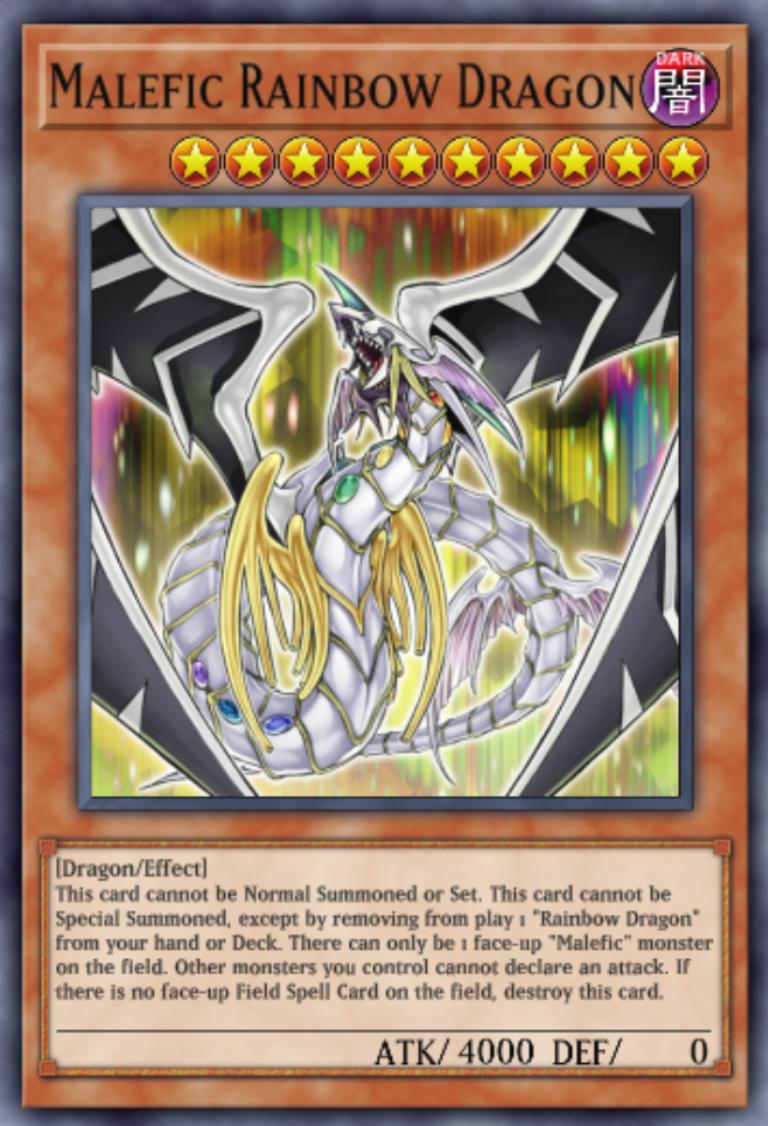 MALEFIC RAINBOW DRAGON
DARK
闇
[Dragon/Effect]
This card cannot be Normal Summoned or Set. This card cannot be
Special Summoned, except by removing from play 1 "Rainbow Dragon"
from your hand or Deck. There can only be 1 face-up "Malefic" monster
on the field. Other monsters you control cannot declare an attack. If
there is no face-up Field Spell Card on the field, destroy this card.
ATK/ 4000 DEF/ 0